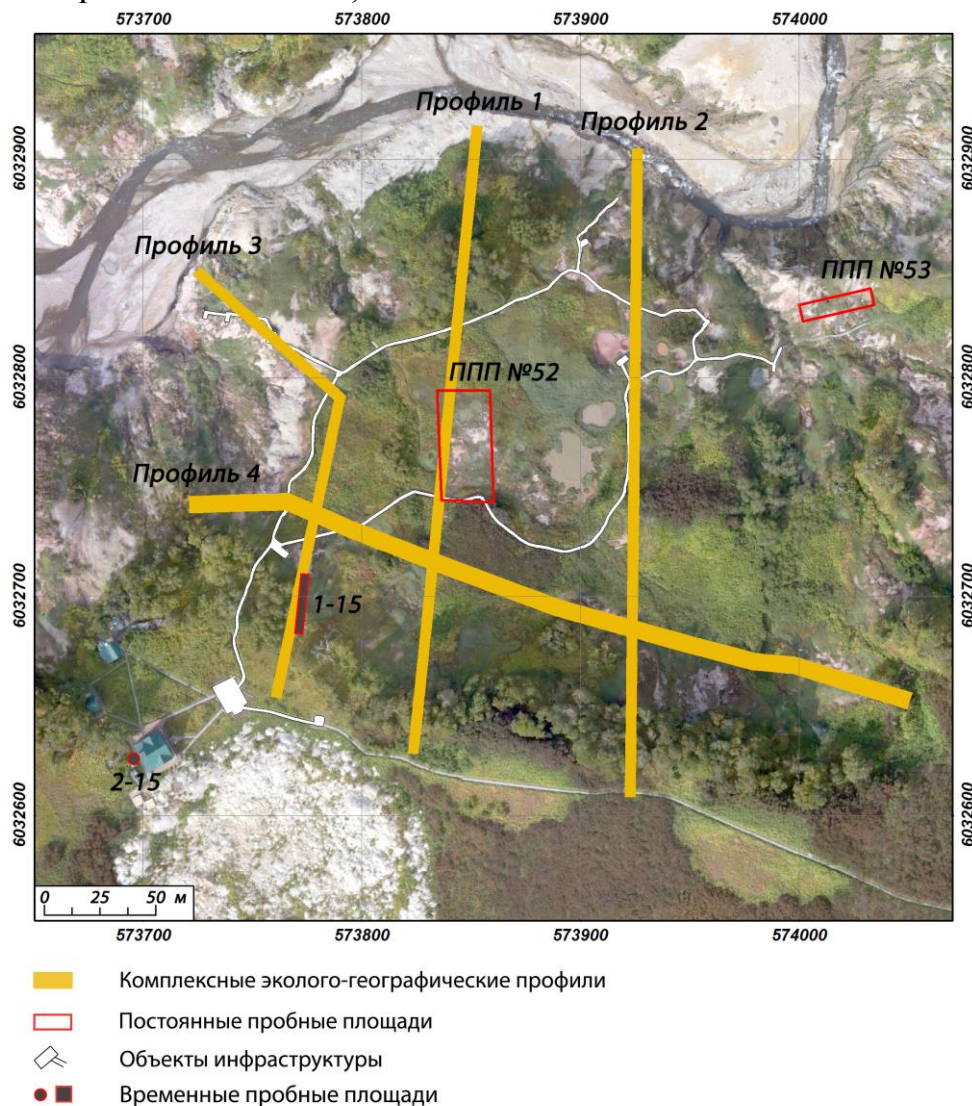 573700 573800 573900 574000
Профиль 1
Профиль 2
6032900 6032900
Профиль 3
ППП №53
6032800 6032800
ППП №52
Профиль 4
6032700 6032700
1-15
2-15
6032600 6032600
0 25 50 м
573700 573800 573900 574000
Комплексные эколого-географические профили
Постоянные пробные площади
Объекты инфраструктуры
Временные пробные площади